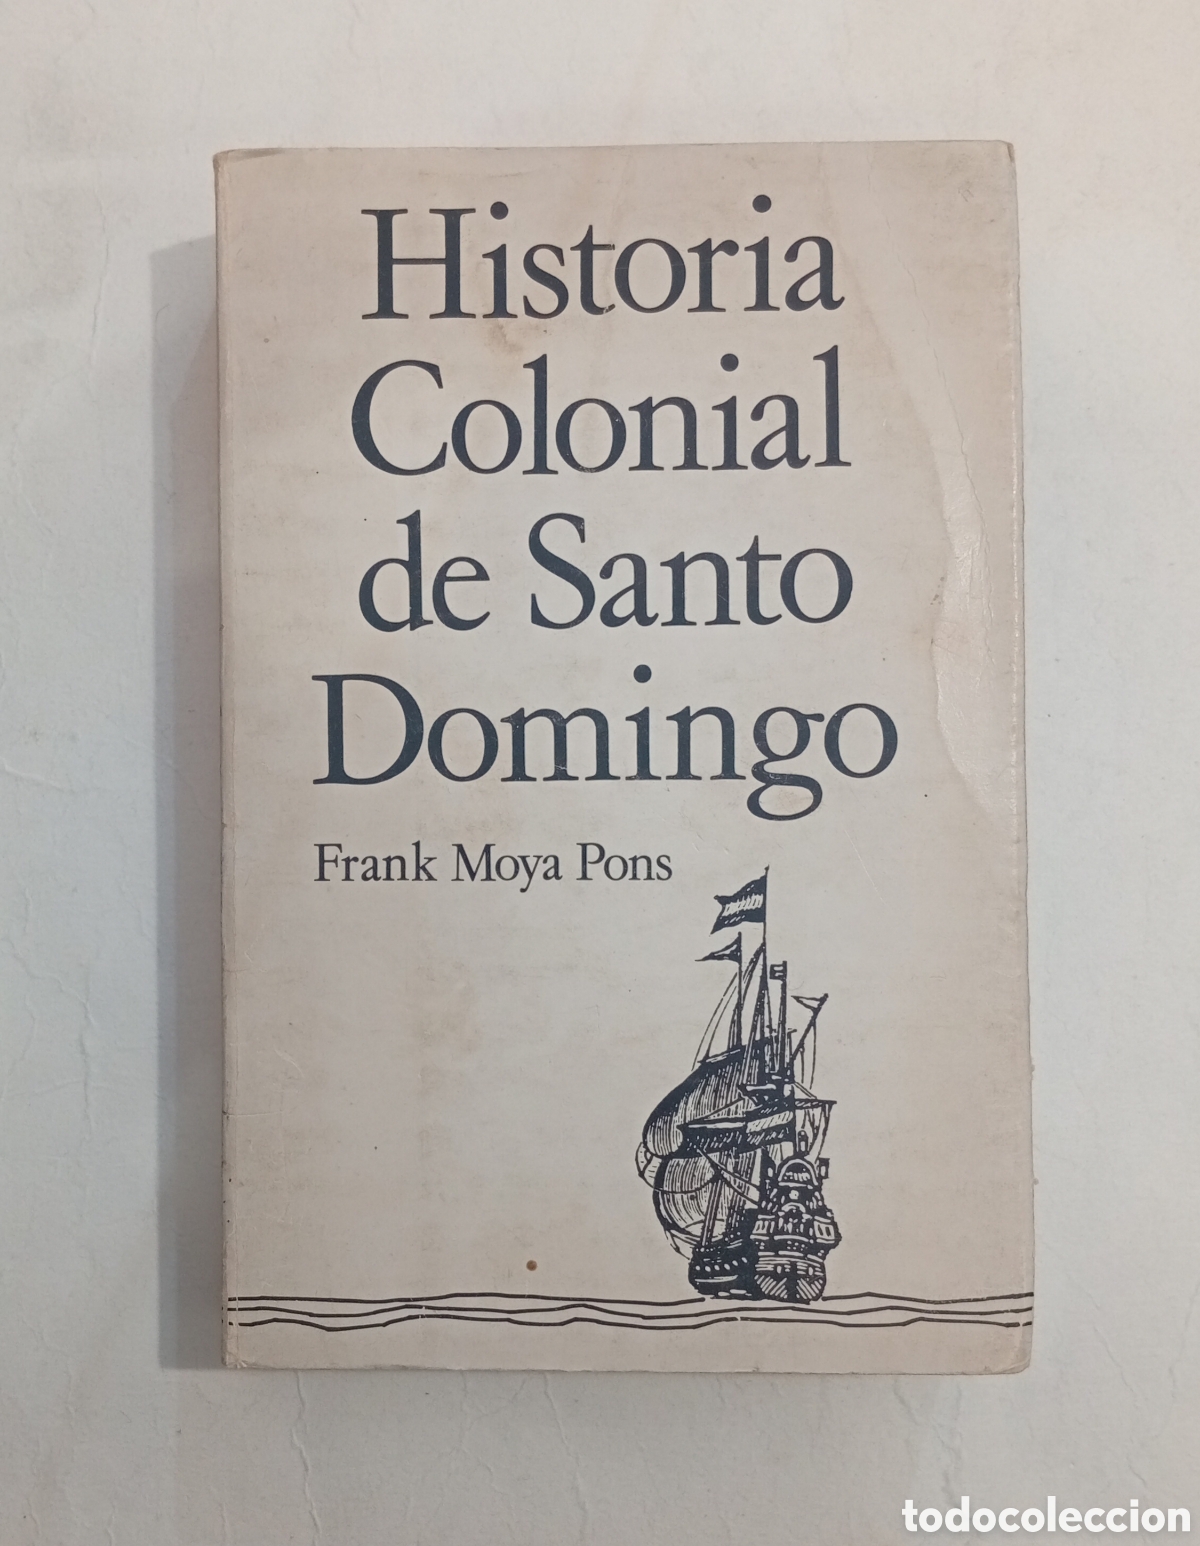 Historia
Colonial
de Santo
Domingo
Frank Moya Pons
todocoleccion